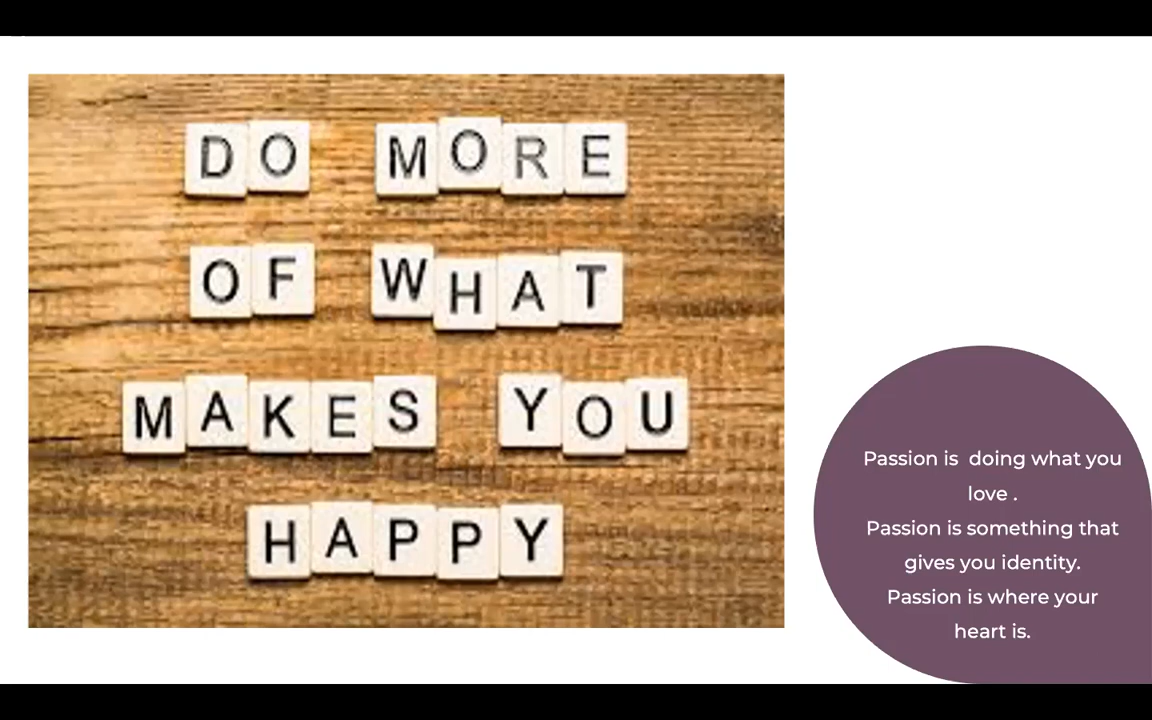 DO MORE
OF WHAT
MAKES YOU
HAPPY
Passion is  doing what you
love .
Passion is something that
gives you identity.
Passion is where your
heart is.